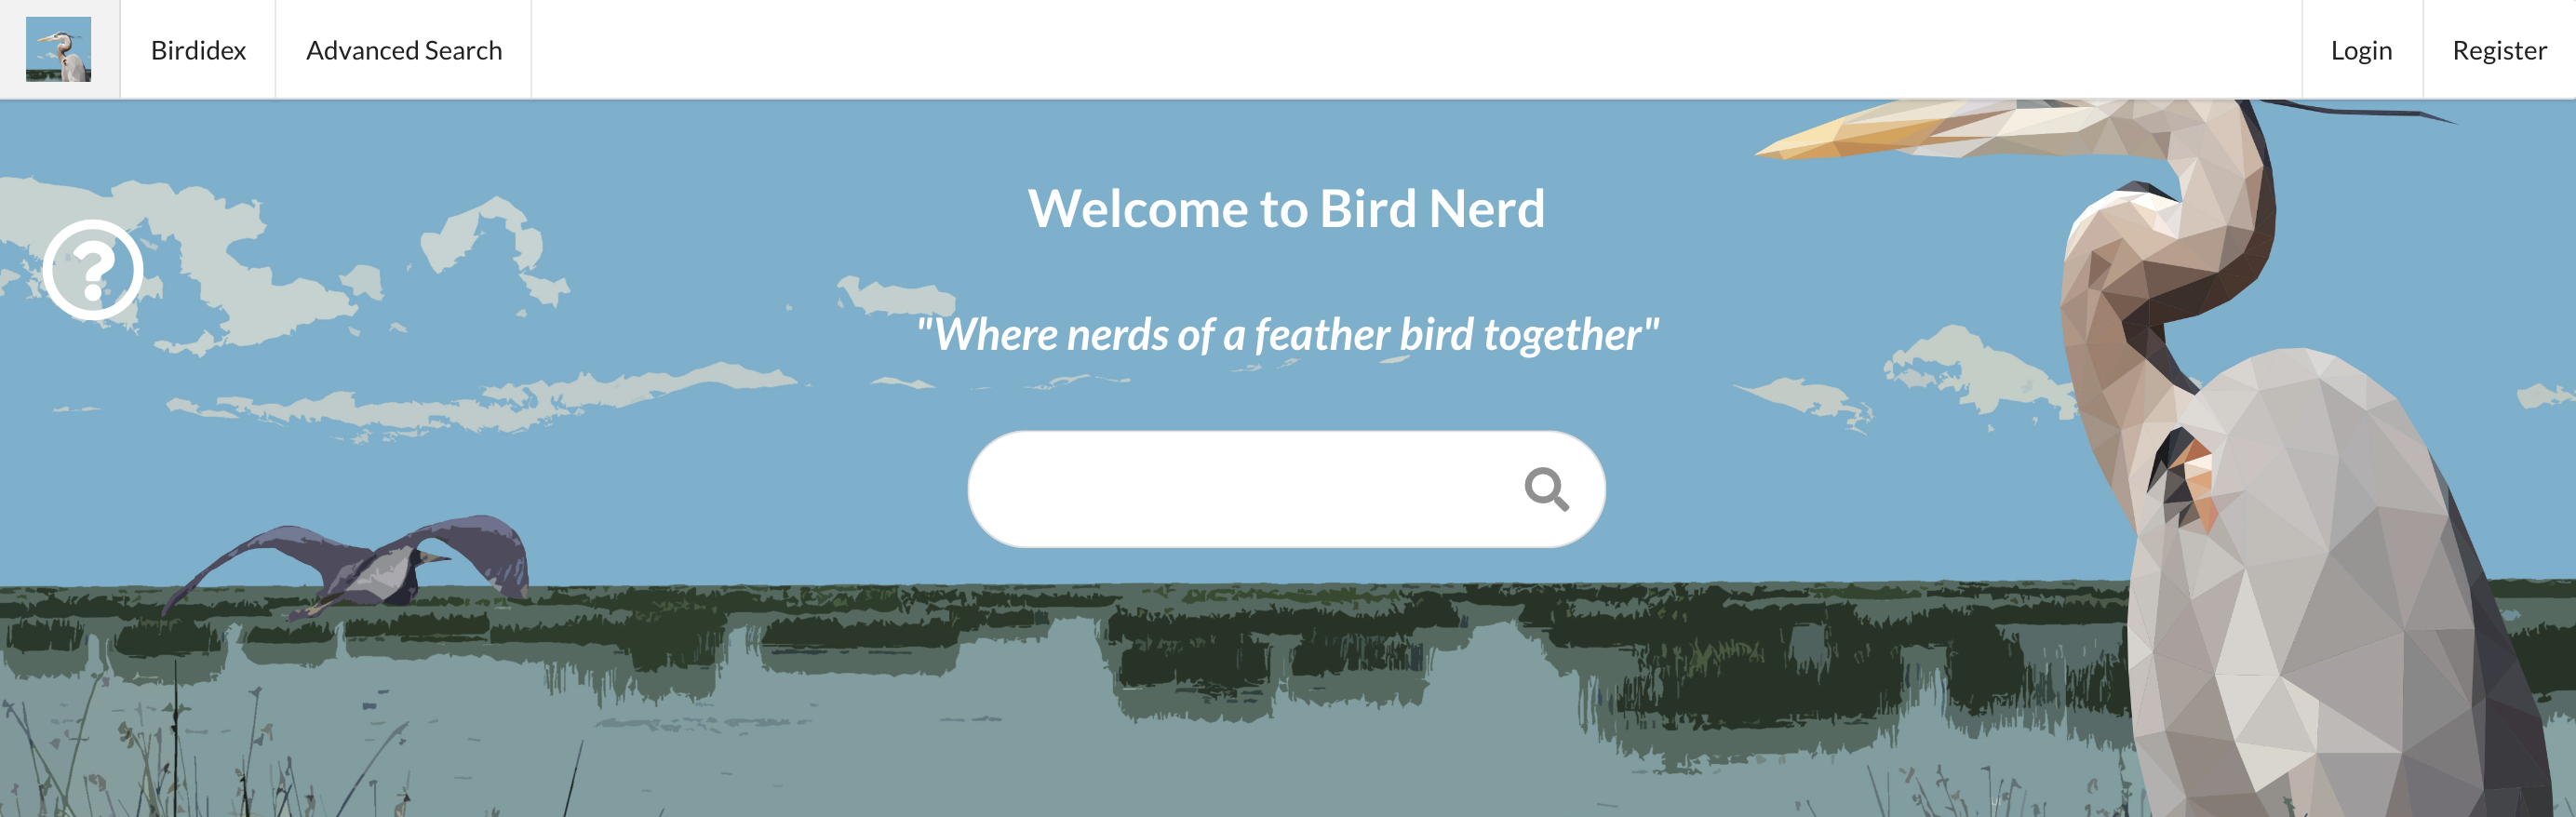 Birdidex
Advanced Search
Login
Register
Welcome to Bird Nerd
"Where nerds of a feather bird together"